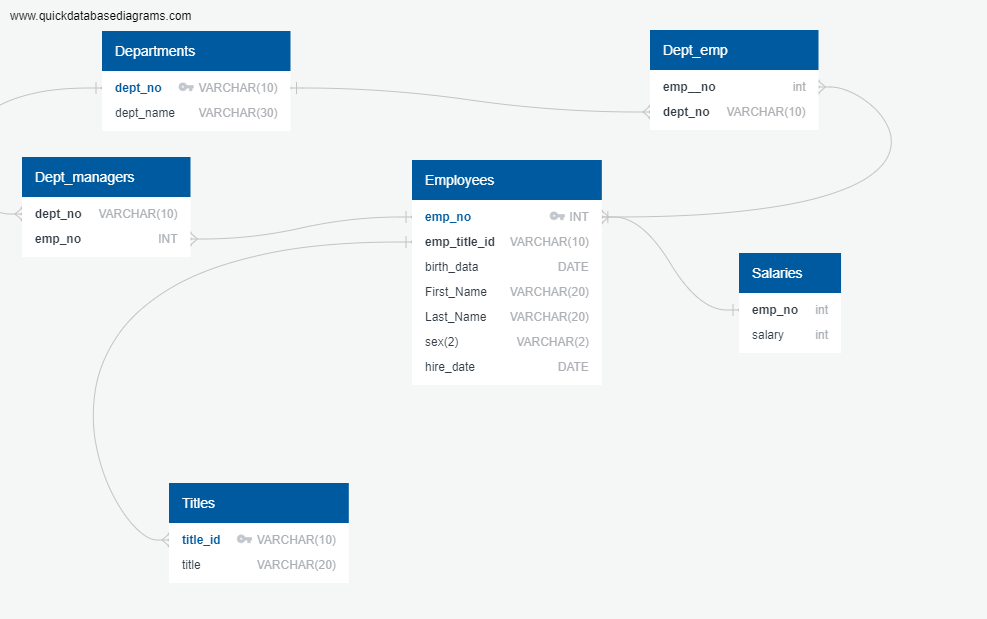 www.quickdatabasediagrams.com
Departments
dept_no VARCHAR(10)
dept_name VARCHAR(30)
Dept_emp
emp__no int
dept_no VARCHAR(10)
Dept_managers
dept_no VARCHAR(10)
emp_no INT
Employees
emp_no INT
emp_title_id VARCHAR(10)
birth_data DATE
First_Name VARCHAR(20)
Last_Name VARCHAR(20)
sex(2) VARCHAR(2)
hire_date DATE
Salaries
emp_no int
salary int
Titles
title_id VARCHAR(10)
title VARCHAR(20)